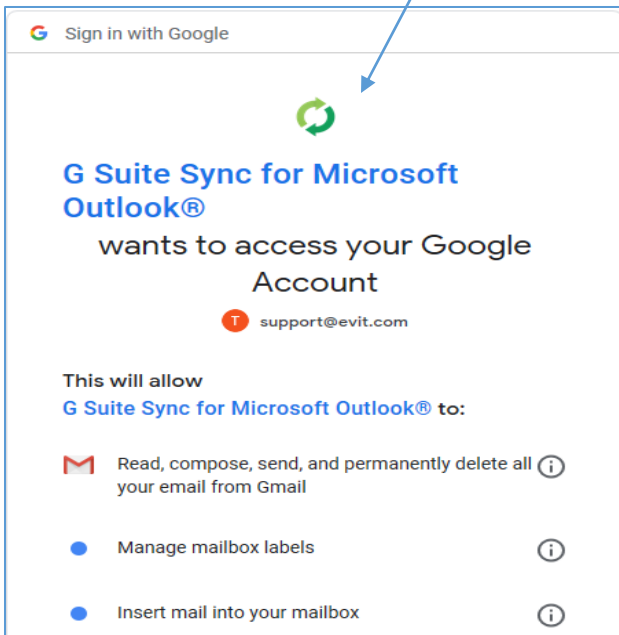 Sign in with Google
G Suite Sync for Microsoft
Outlook®
wants to access your Google
Account
T support@evit.com
This will allow
G Suite Sync for Microsoft Outlook® to:
Read, compose, send, and permanently delete all
your email from Gmail
Manage mailbox labels
Insert mail into your mailbox